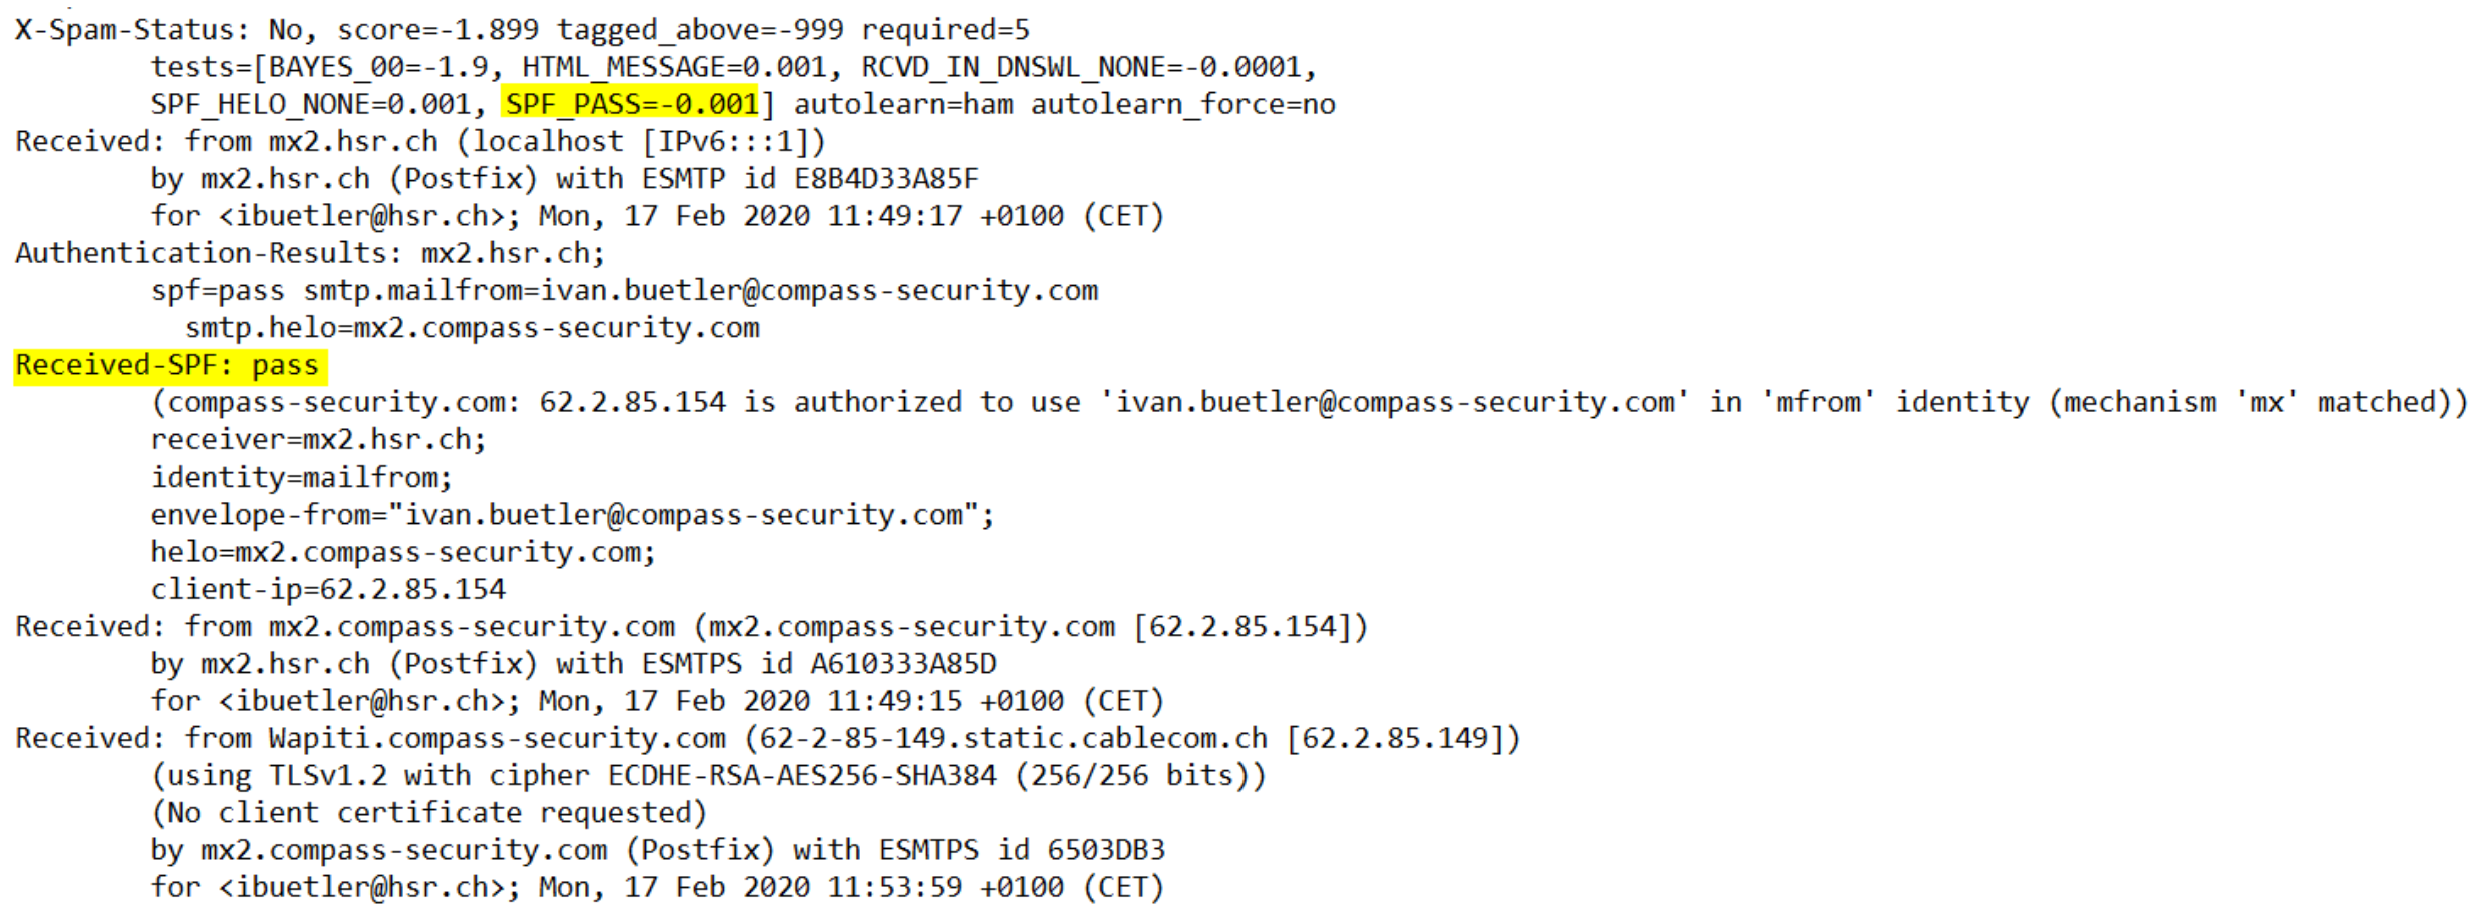 X-Spam-Status: No, score=-1.899 tagged_above=-999 required=5
tests=[BAYES_00=-1.9, HTML_MESSAGE=0.001, RCVD_IN_DNSWL_NONE=-0.0001,
SPF_HELO_NONE=0.001, SPF_PASS=-0.001] autolearn=ham autolearn_force=no
Received: from mx2.hsr.ch (localhost [IPv6:::1])
by mx2.hsr.ch (Postfix) with ESMTP id E8B4D33A85F
for <ibuetler@hsr.ch>; Mon, 17 Feb 2020 11:49:17 +0100 (CET)
Authentication-Results: mx2.hsr.ch;
spf=pass smtp.mailfrom=ivan.buetler@compass-security.com
smtp.helo=mx2.compass-security.com
Received-SPF: pass
(compass-security.com: 62.2.85.154 is authorized to use 'ivan.buetler@compass-security.com' in 'mfrom' identity (mechanism 'mx' matched))
receiver=mx2.hsr.ch;
identity=mailfrom;
envelope-from="ivan.buetler@compass-security.com";
helo=mx2.compass-security.com;
client-ip=62.2.85.154
Received: from mx2.compass-security.com (mx2.compass-security.com [62.2.85.154])
by mx2.hsr.ch (Postfix) with ESMTPS id A610333A85D
for <ibuetler@hsr.ch>; Mon, 17 Feb 2020 11:49:15 +0100 (CET)
Received: from Wapiti.compass-security.com (62-2-85-149.static.cablecom.ch [62.2.85.149])
(using TLSv1.2 with cipher ECDHE-RSA-AES256-SHA384 (256/256 bits))
(No client certificate requested)
by mx2.compass-security.com (Postfix) with ESMTPS id 6503DB3
for <ibuetler@hsr.ch>; Mon, 17 Feb 2020 11:53:59 +0100 (CET)